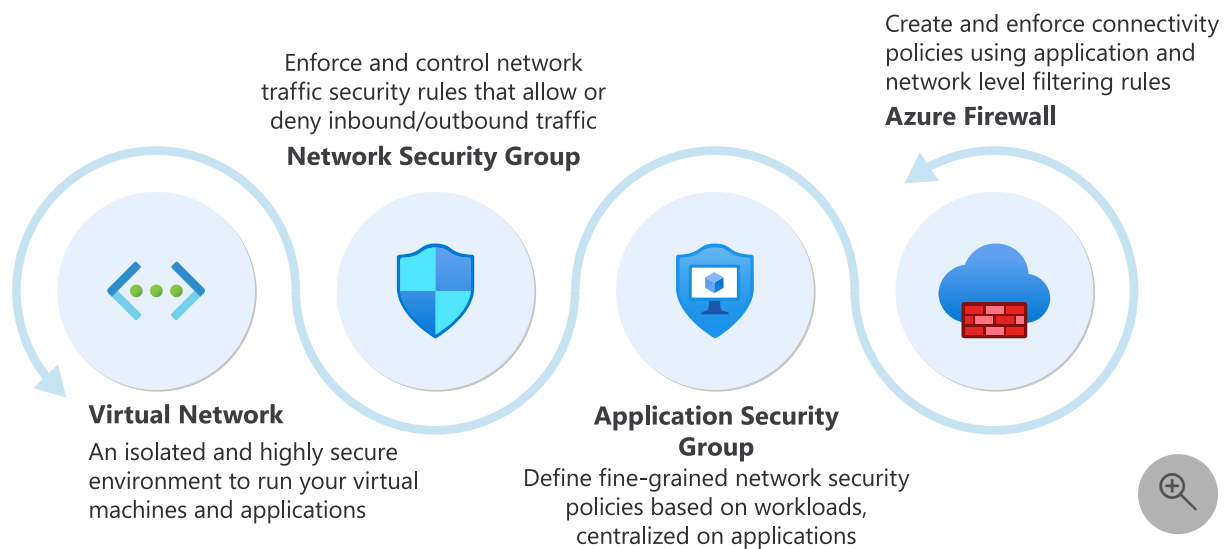 Enforce and control network
traffic security rules that allow or
deny inbound/outbound traffic
Network Security Group
Create and enforce connectivity
policies using application and
network level filtering rules
Azure Firewall
Virtual Network
An isolated and highly secure
environment to run your virtual
machines and applications
Application Security
Group
Define fine-grained network security
policies based on workloads,
centralized on applications